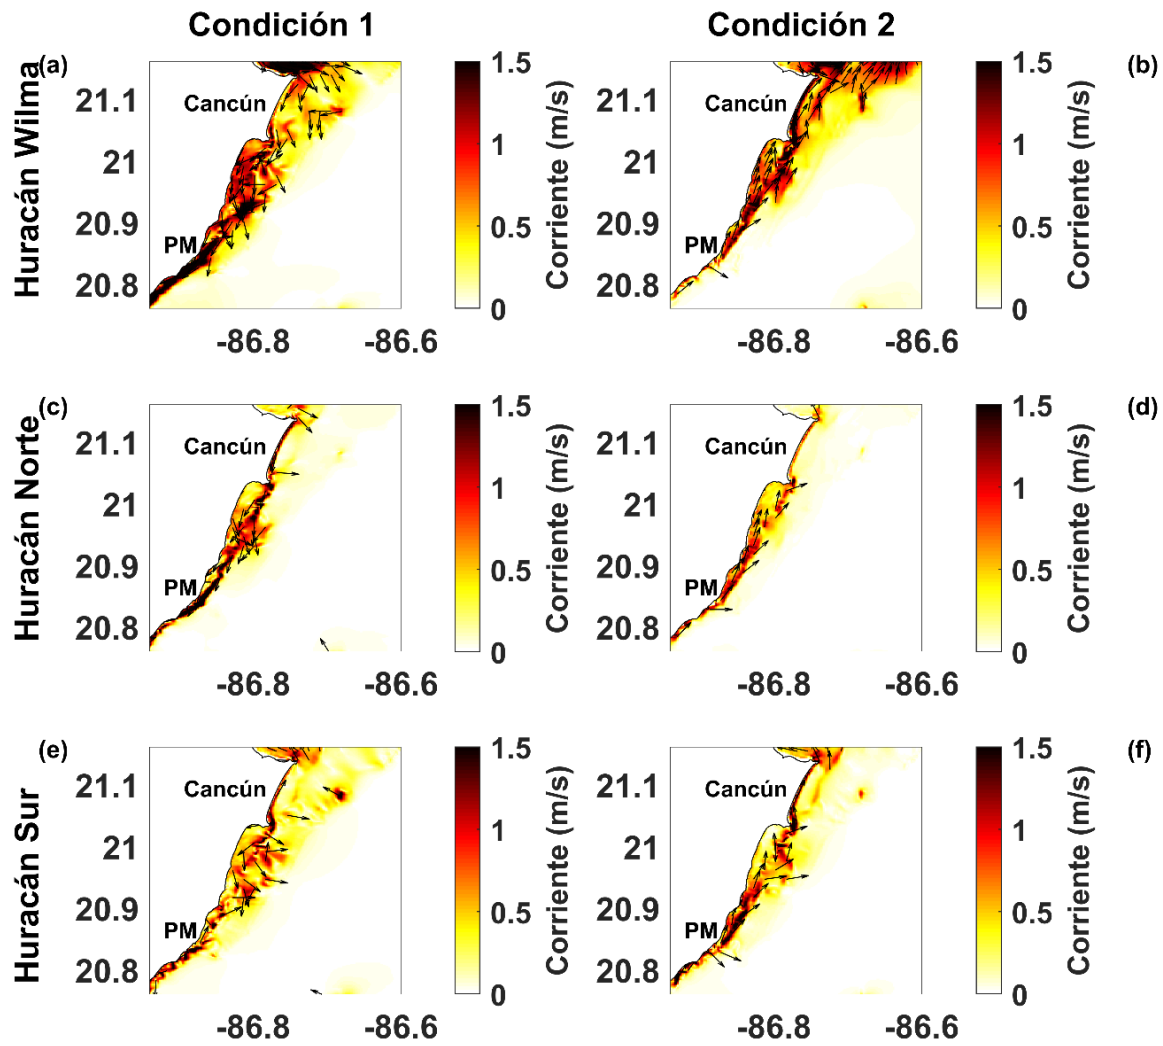 Condición 1
Condición 2
Huracán Wilma
(a)
21.1
21
20.9
20.8
Cancún
PM
-86.8
-86.6
1.5
1
0.5
0
Corriente (m/s)
21.1
21
20.9
20.8
Cancún
PM
-86.8
-86.6
1.5
1
0.5
0
Corriente (m/s)
(b)
Huracán Norte
(c)
21.1
21
20.9
20.8
Cancún
PM
-86.8
-86.6
1.5
1
0.5
0
Corriente (m/s)
21.1
21
20.9
20.8
Cancún
PM
-86.8
-86.6
1.5
1
0.5
0
Corriente (m/s)
(d)
Huracán Sur
(e)
21.1
21
20.9
20.8
Cancún
PM
-86.8
-86.6
1.5
1
0.5
0
Corriente (m/s)
21.1
21
20.9
20.8
Cancún
PM
-86.8
-86.6
1.5
1
0.5
0
Corriente (m/s)
(f)